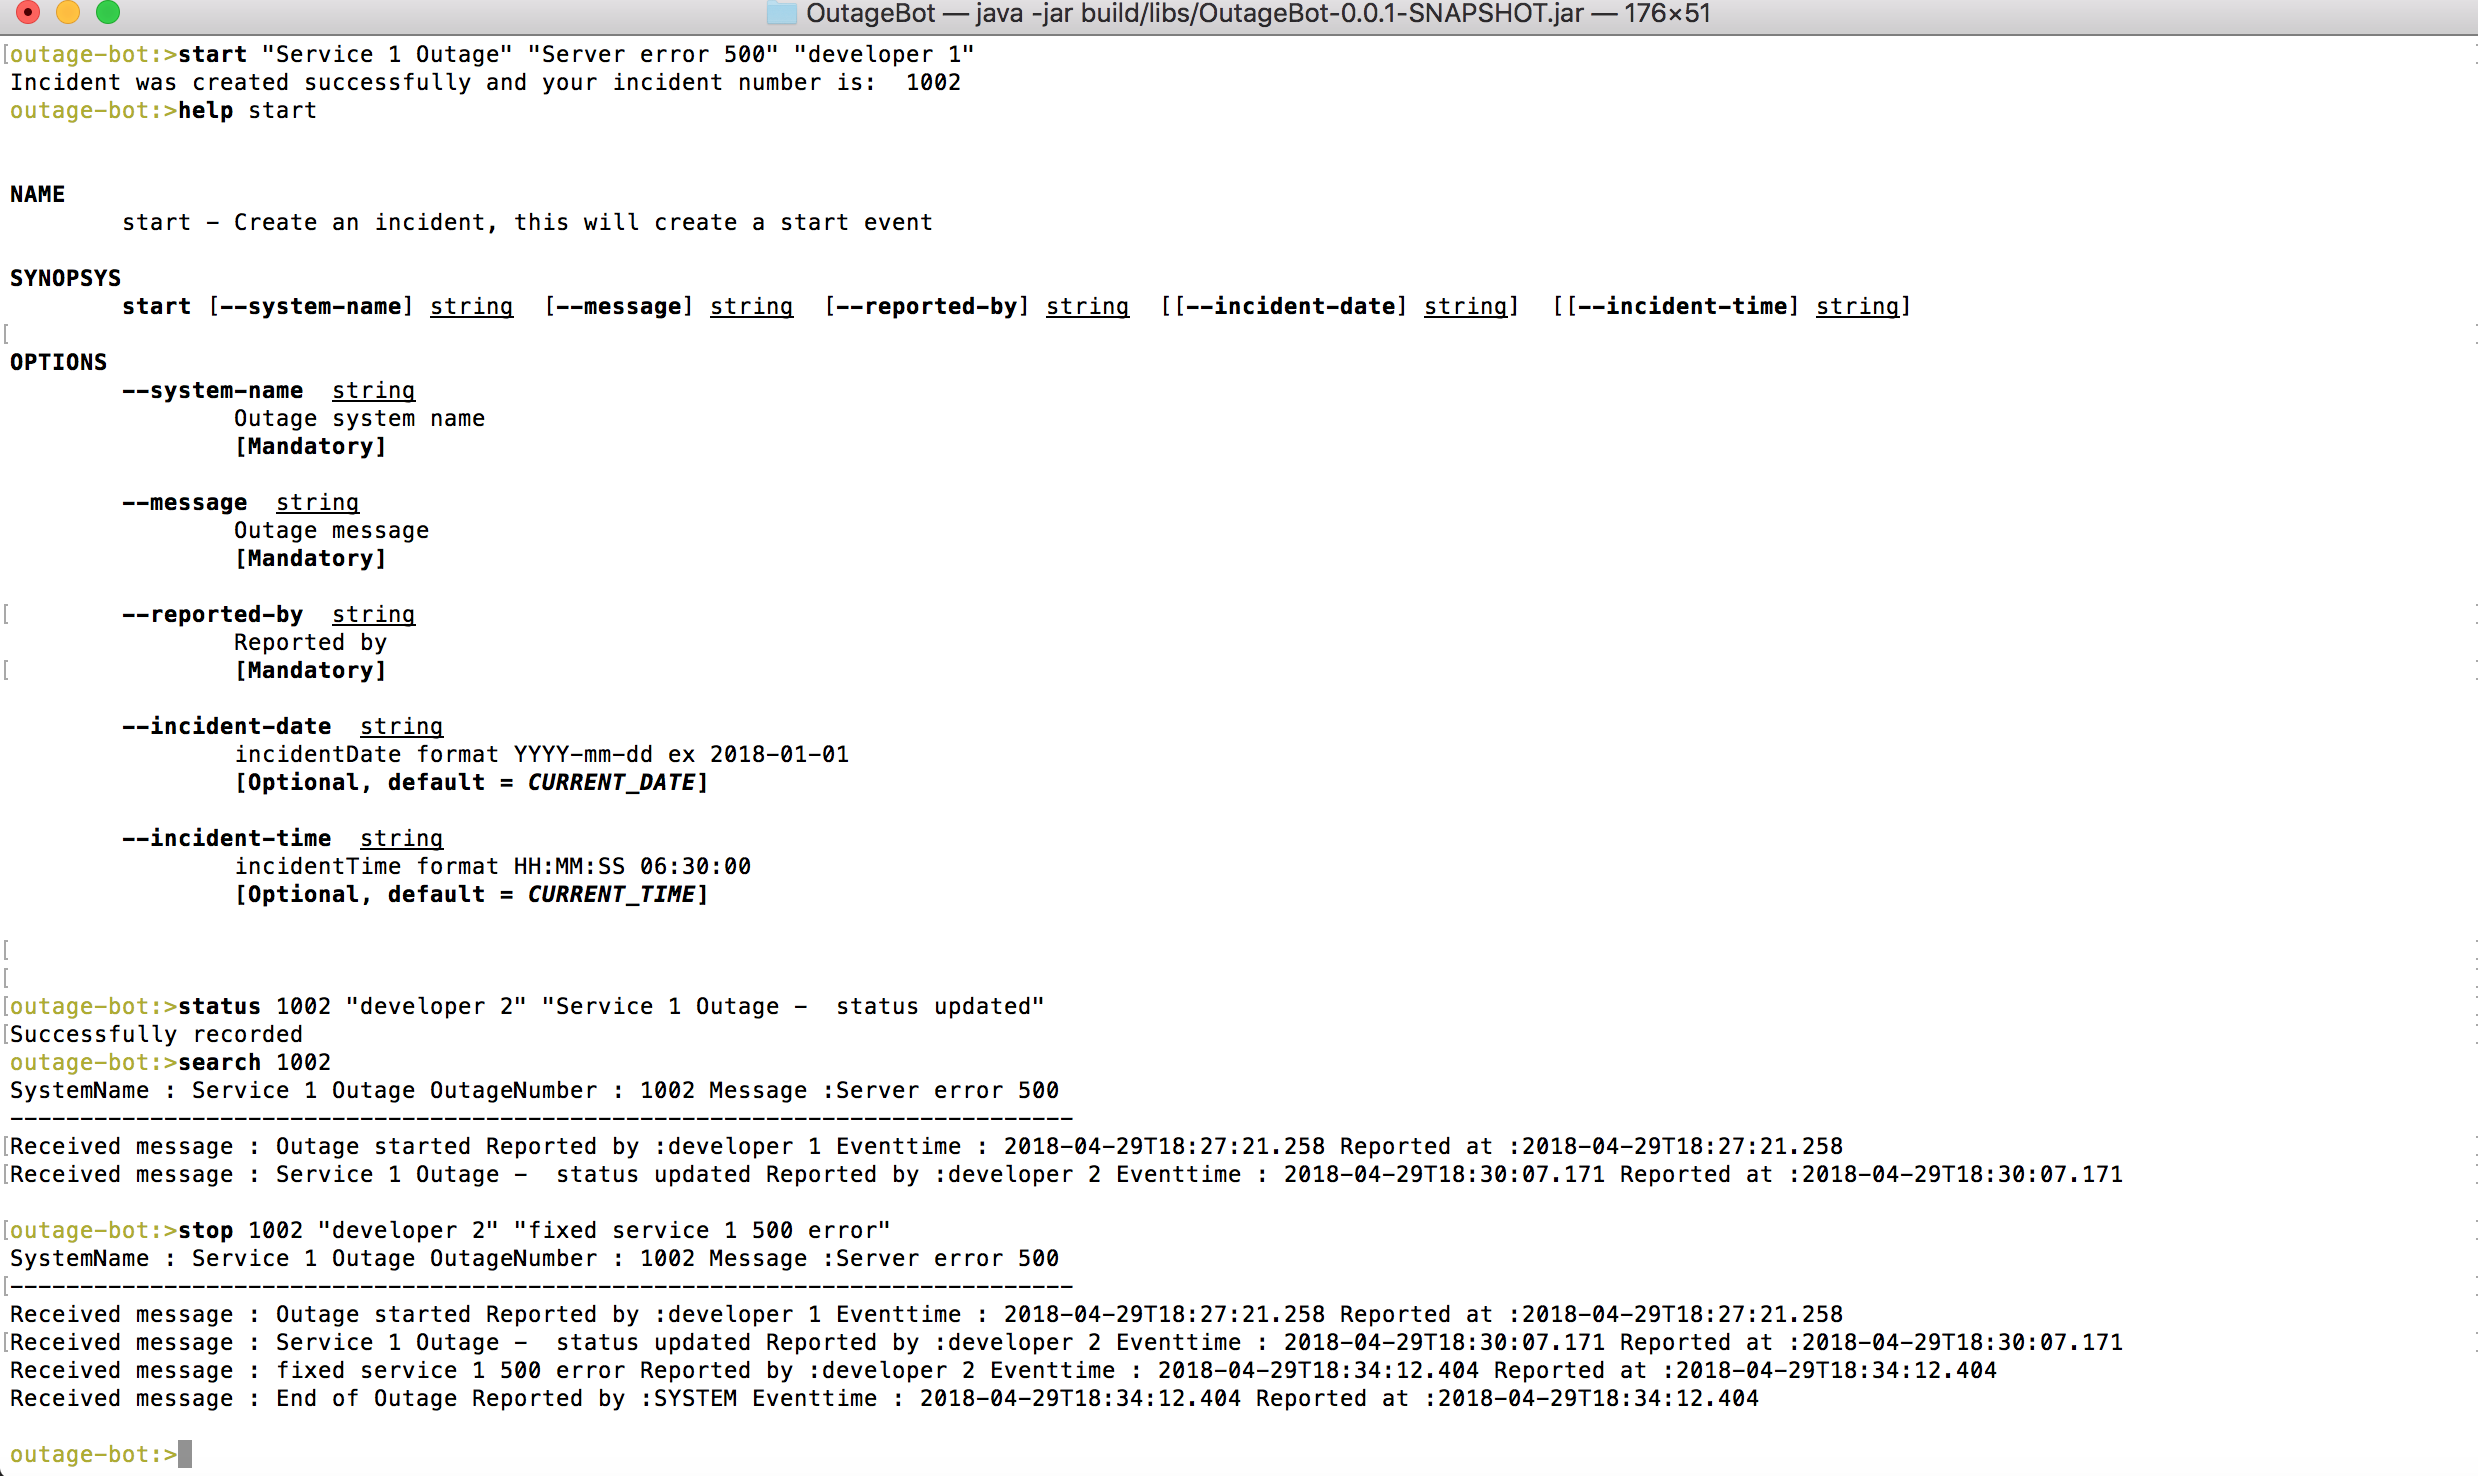 OutageBot — java -jar build/libs/OutageBot-0.0.1-SNAPSHOT.jar — 176×51
outage-bot:>start "Service 1 Outage" "Server error 500" "developer 1"
Incident was created successfully and your incident number is:  1002
outage-bot:>help start
NAME
start - Create an incident, this will create a start event
SYNOPSYS
start [--system-name] string  [--message] string  [--reported-by] string  [[--incident-date] string]  [[--incident-time] string]
OPTIONS
--system-name  string
Outage system name
[Mandatory]
--message  string
Outage message
[Mandatory]
--reported-by  string
Reported by
[Mandatory]
--incident-date  string
incidentDate format YYYY-mm-dd ex 2018-01-01
[Optional, default = CURRENT_DATE]
--incident-time  string
incidentTime format HH:MM:SS 06:30:00
[Optional, default = CURRENT_TIME]
outage-bot:>status 1002 "developer 2" "Service 1 Outage -  status updated"
Successfully recorded
outage-bot:>search 1002
SystemName : Service 1 Outage OutageNumber : 1002 Message :Server error 500
----------------------------------------------------------------------------
Received message : Outage started Reported by :developer 1 Eventtime : 2018-04-29T18:27:21.258 Reported at :2018-04-29T18:27:21.258
Received message : Service 1 Outage -  status updated Reported by :developer 2 Eventtime : 2018-04-29T18:30:07.171 Reported at :2018-04-29T18:30:07.171
outage-bot:>stop 1002 "developer 2" "fixed service 1 500 error"
SystemName : Service 1 Outage OutageNumber : 1002 Message :Server error 500
----------------------------------------------------------------------------
Received message : Outage started Reported by :developer 1 Eventtime : 2018-04-29T18:27:21.258 Reported at :2018-04-29T18:27:21.258
Received message : Service 1 Outage -  status updated Reported by :developer 2 Eventtime : 2018-04-29T18:30:07.171 Reported at :2018-04-29T18:30:07.171
Received message : fixed service 1 500 error Reported by :developer 2 Eventtime : 2018-04-29T18:34:12.404 Reported at :2018-04-29T18:34:12.404
Received message : End of Outage Reported by :SYSTEM Eventtime : 2018-04-29T18:34:12.404 Reported at :2018-04-29T18:34:12.404
outage-bot:>